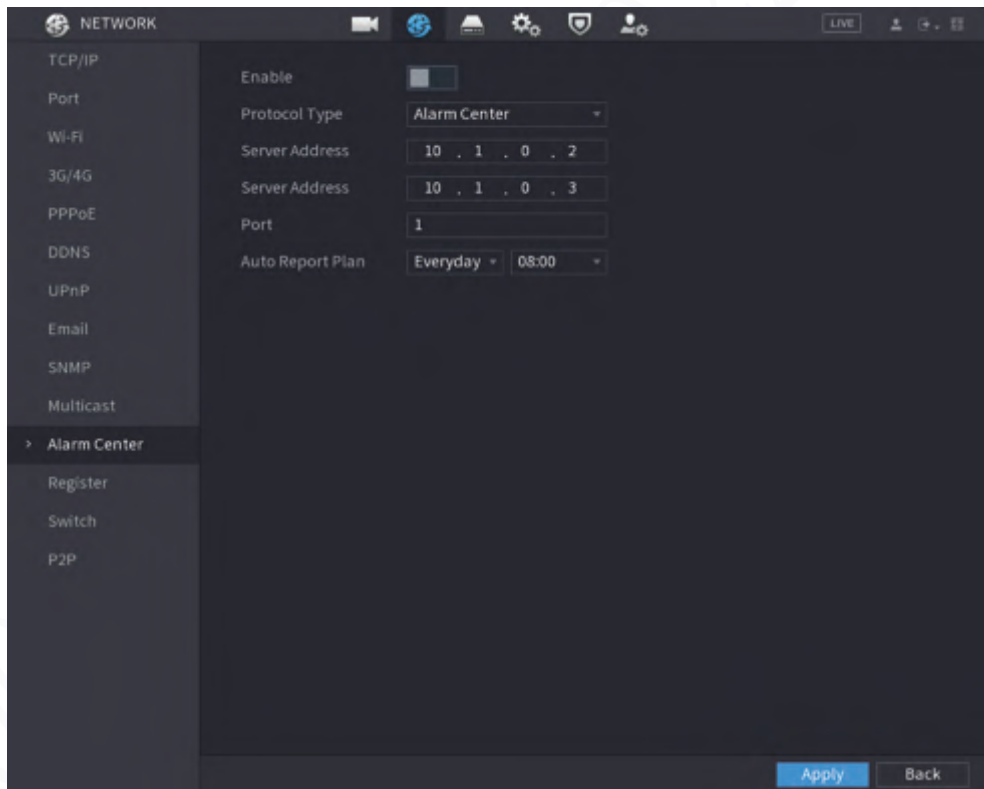 NETWORK
LIVE
TCP/IP
Port
Wi-Fi
3G/4G
PPPoE
DDNS
UPnP
Email
SNMP
Multicast
> Alarm Center
Register
Switch
P2P
Enable
Protocol Type Alarm Center
Server Address 10 . 1 . 0 . 2
Server Address 10 . 1 . 0 . 3
Port 1
Auto Report Plan Everyday 08:00
Apply Back